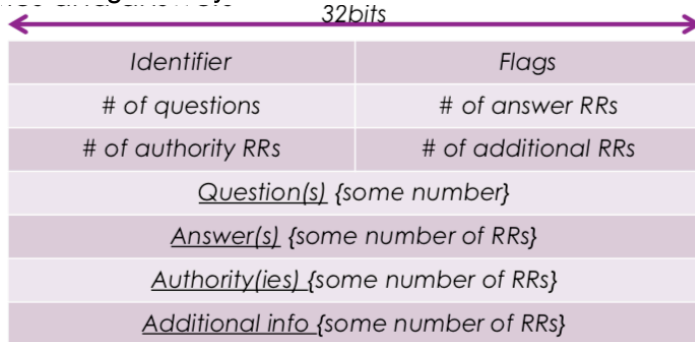 32bits
Identifier Flags
# of questions # of answer RRs
# of authority RRs # of additional RRs
Question(s) {some number}
Answer(s) {some number of RRs}
Authority(ies) {some number of RRs}
Additional info {some number of RRs}